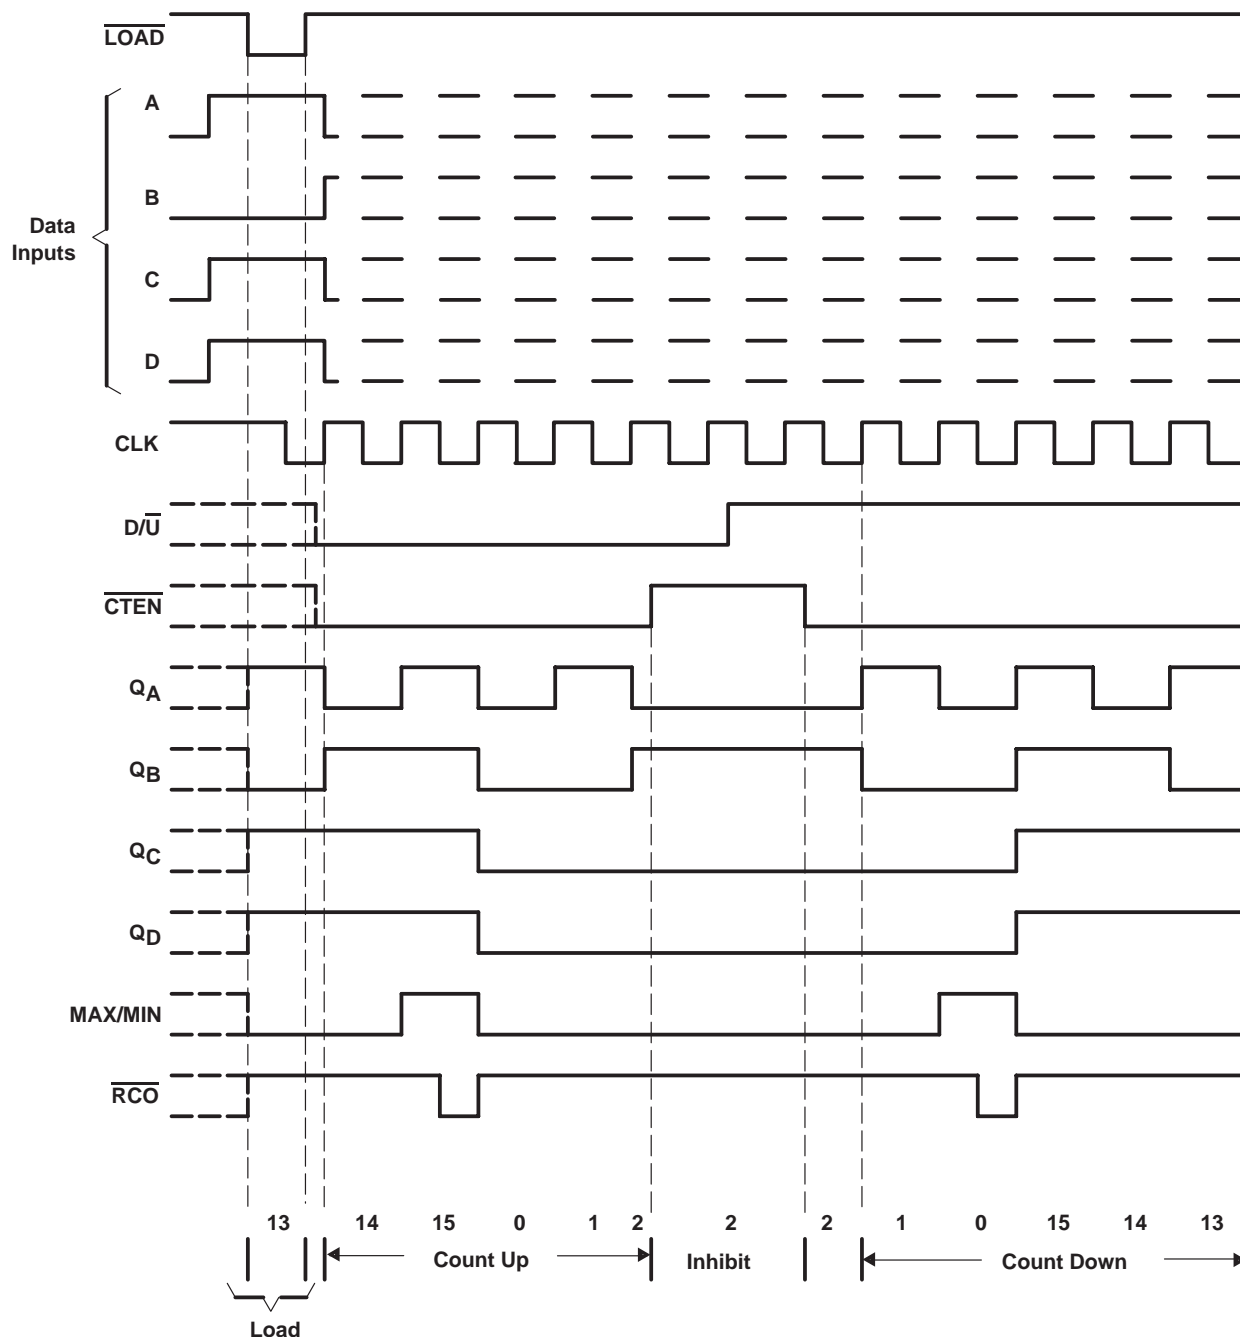 LOAD
A
B
Data
Inputs
C
D
CLK
D/U
CTEN
QA
QB
QC
QD
MAX/MIN
RCO
13 14 15 0 1 2 2 2 1 0 15 14 13
Count Up Inhibit Count Down
Load